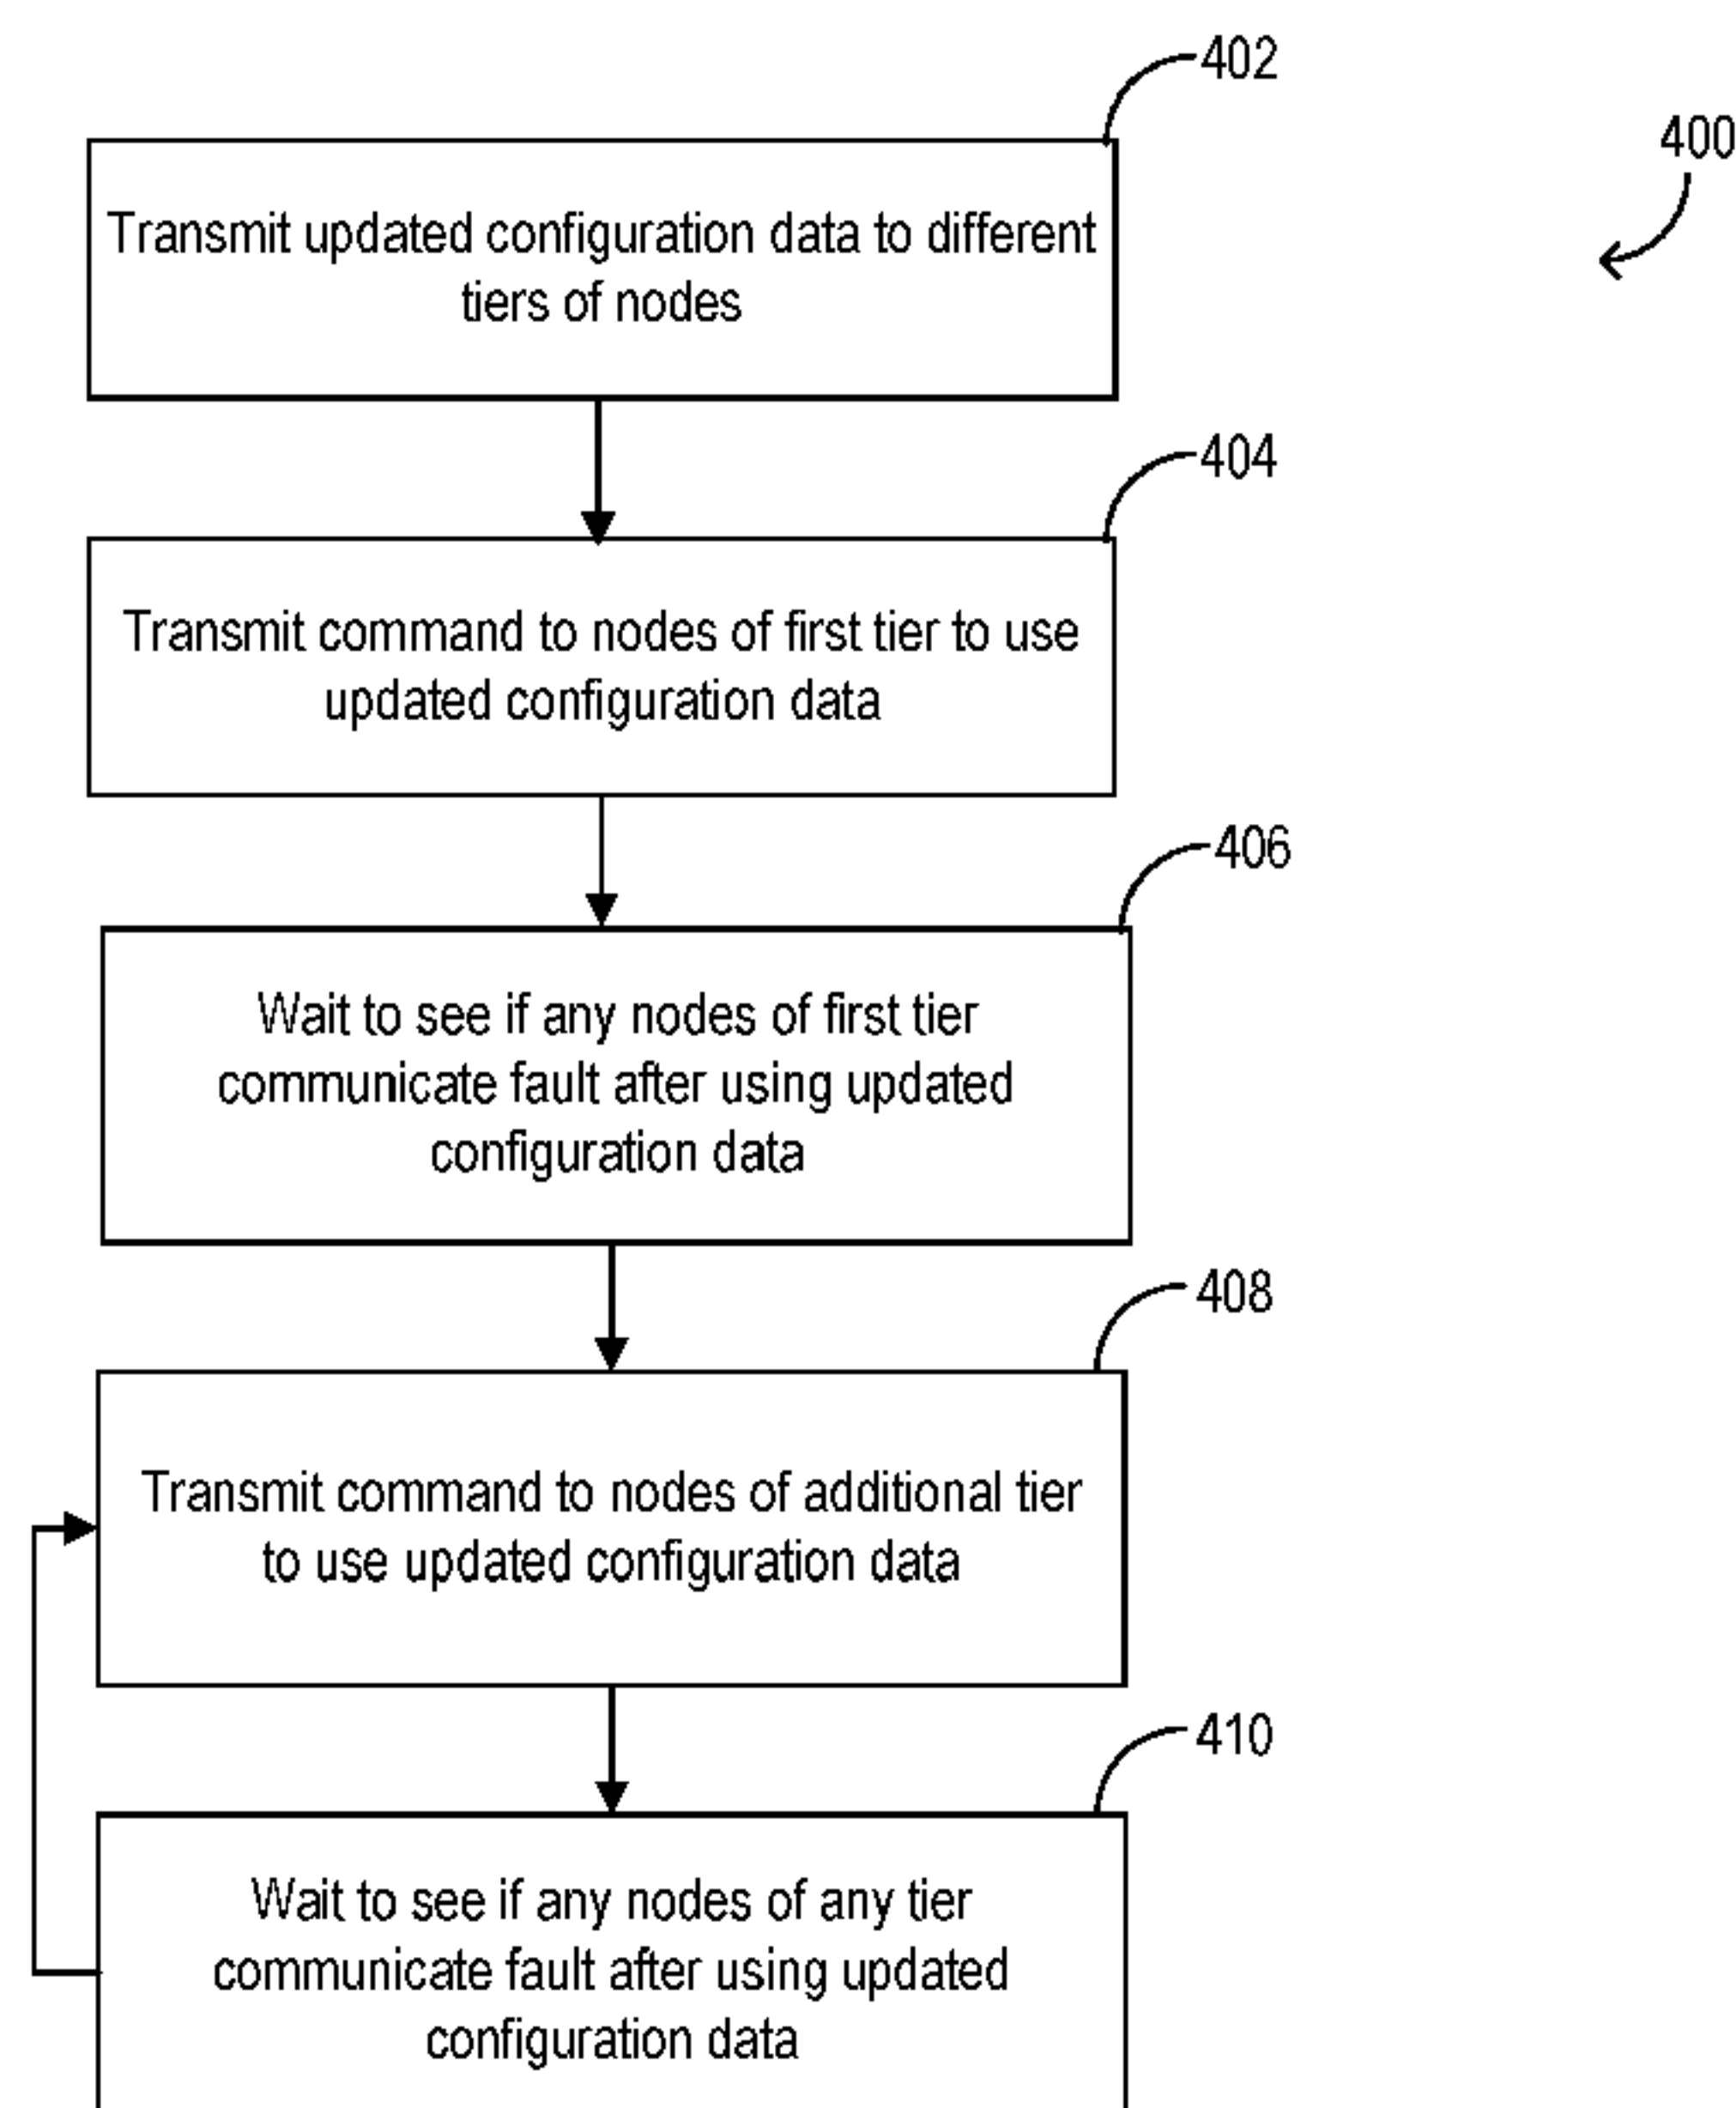 402
400
Transmit updated configuration data to different
tiers of nodes
404
Transmit command to nodes of first tier to use
updated configuration data
406
Wait to see if any nodes of first tier
communicate fault after using updated
configuration data
408
Transmit command to nodes of additional tier
to use updated configuration data
410
Wait to see if any nodes of any tier
communicate fault after using updated
configuration data